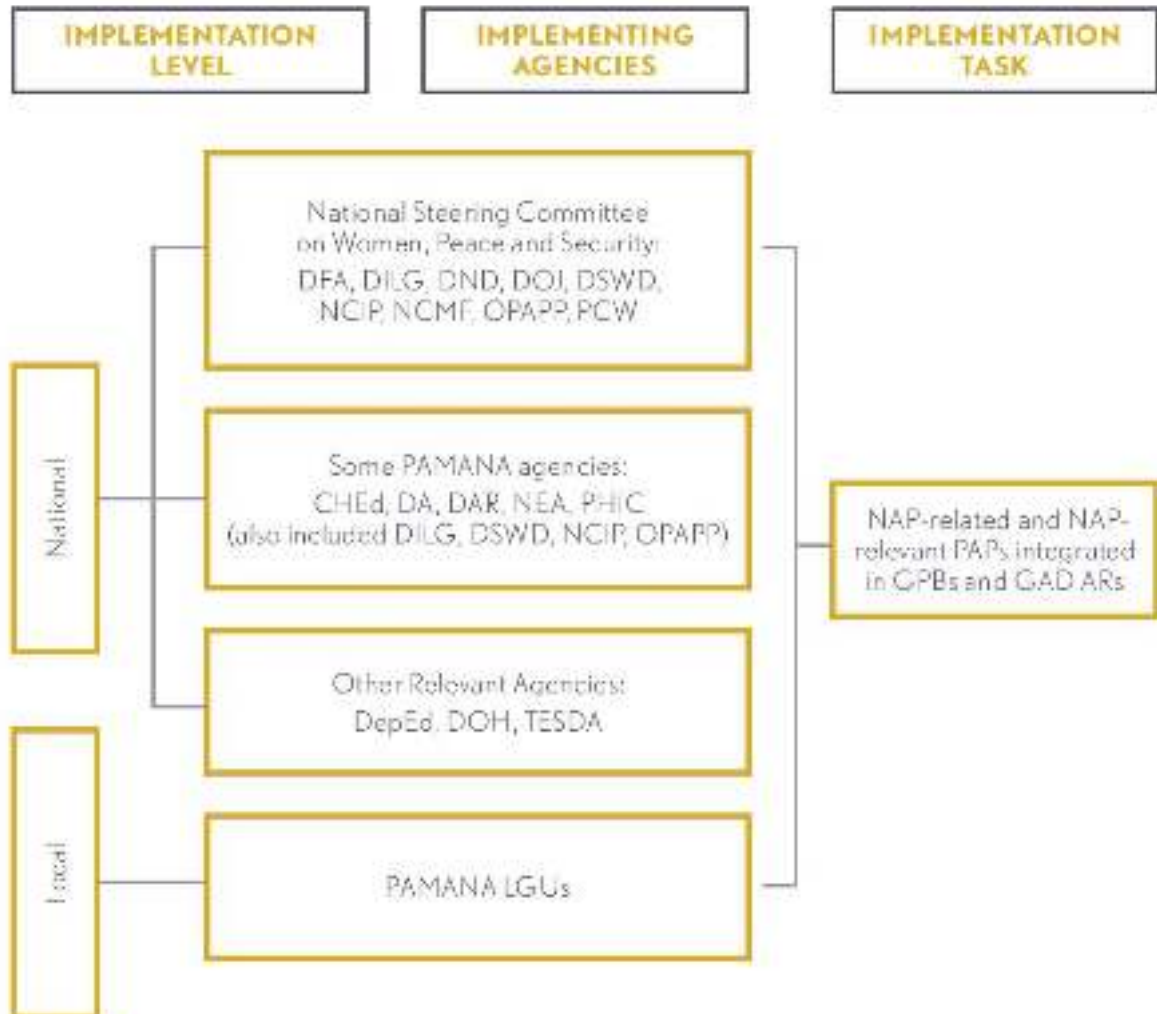 IMPLEMENTATION
LEVEL
IMPLEMENTING
AGENCIES
IMPLEMENTATION
TASK
National
National Steering Committee
on Women, Peace and Security:
DFA, DILG, DND, DOJ, DSWD,
NCIP, NCMF, OPAPP, PCW
Some PAMANA agencies:
CHEd, DA, DAR, NEA, PHIC
(also included DILG, DSWD, NCIP, OPAPP)
Other Relevant Agencies:
DepEd, DOH, TESDA
Local
PAMANA LGUs
NAP-related and NAP-
relevant PAPs integrated
in GPBs and GAD ARs